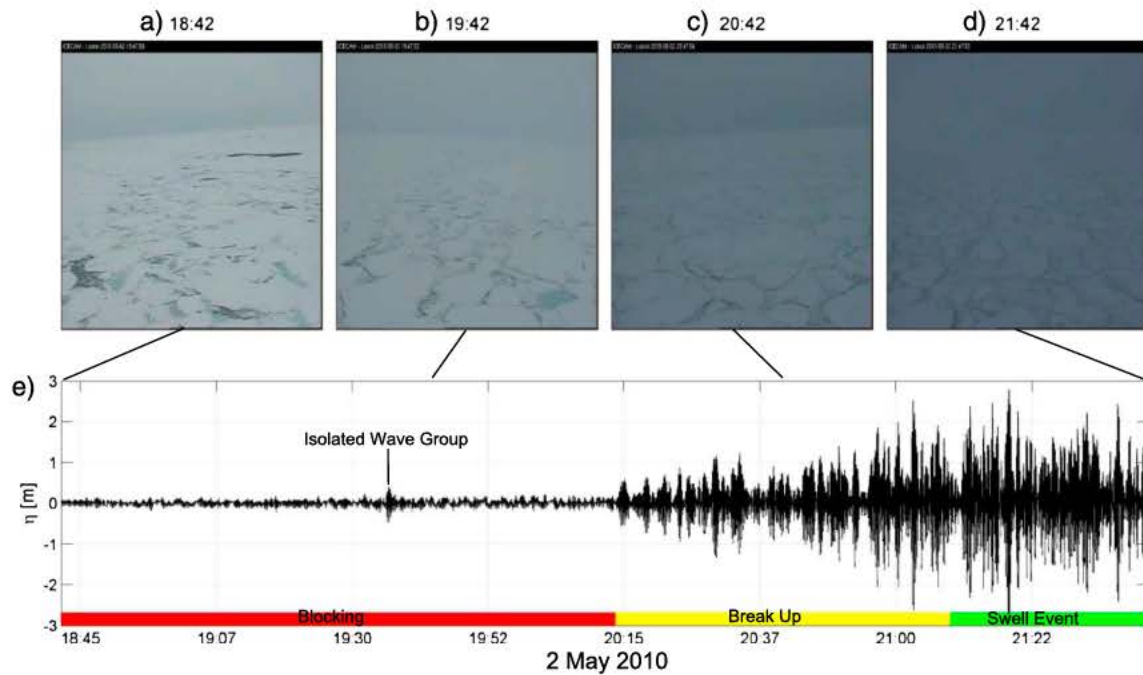 a) 18:42
b) 19:42
c) 20:42
d) 21:42
e)
3
2
1
0
-1
-2
-3
η [m]
Isolated Wave Group
Blocking
Break Up
Swell Event
18:45
19:07
19:30
19:52
20:15
20:37
21:00
21:22
2 May 2010